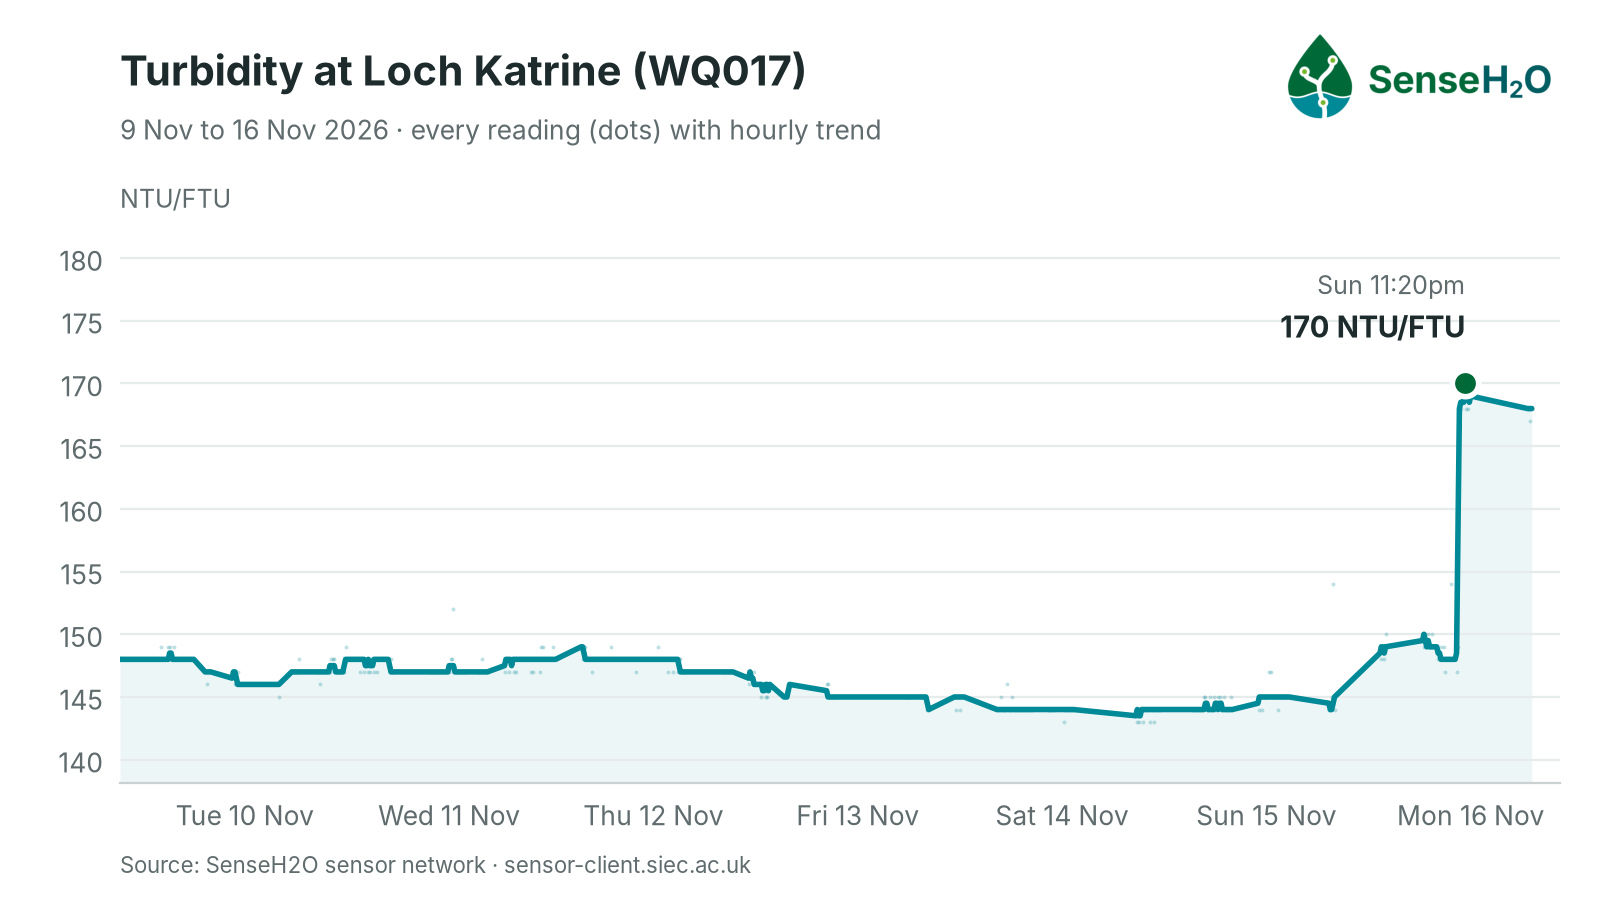 Turbidity at Loch Katrine (WQ017)
SenseH₂O
9 Nov to 16 Nov 2026 · every reading (dots) with hourly trend
NTU/FTU
180
Sun 11:20pm
175
170 NTU/FTU
170
165
160
155
150
145
140
Tue 10 Nov
Wed 11 Nov
Thu 12 Nov
Fri 13 Nov
Sat 14 Nov
Sun 15 Nov
Mon 16 Nov
Source: SenseH2O sensor network · sensor-client.siec.ac.uk